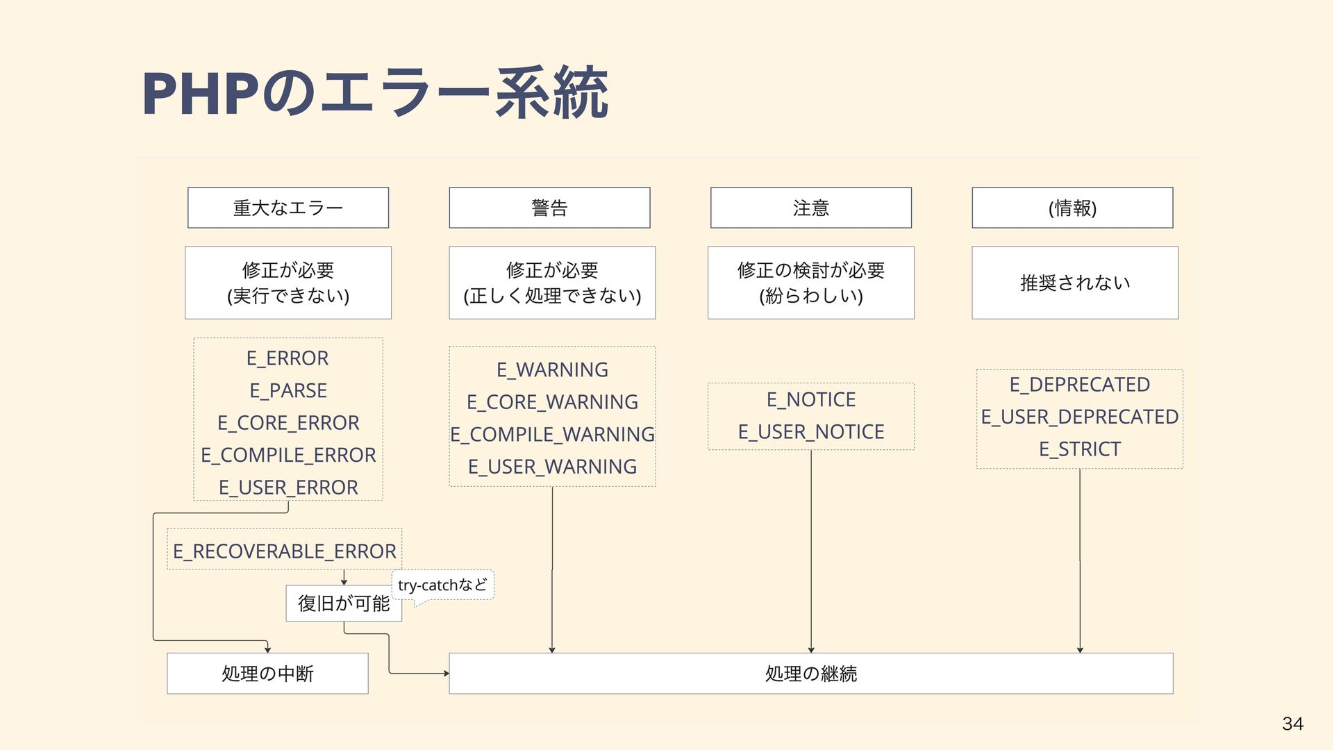 PHPのエラー系統
重大なエラー
警告
注意
(情報)
修正が必要
(実行できない)
修正が必要
(正しく処理できない)
修正の検討が必要
(紛らわしい)
推奨されない
E_ERROR
E_PARSE
E_CORE_ERROR
E_COMPILE_ERROR
E_USER_ERROR
E_WARNING
E_CORE_WARNING
E_COMPILE_WARNING
E_USER_WARNING
E_NOTICE
E_USER_NOTICE
E_DEPRECATED
E_USER_DEPRECATED
E_STRICT
E_RECOVERABLE_ERROR
try-catchなど
復旧が可能
処理の中断
処理の継続
34